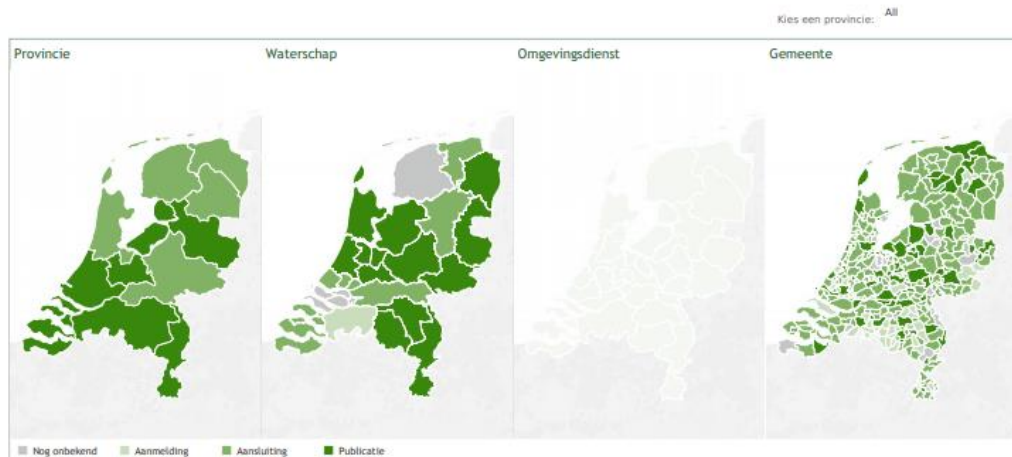 Kies een provincie: All
Provincie
Waterschap
Omgevingsdienst
Gemeente
Nog onbekend
Aanmelding
Aansluiting
Publicatie